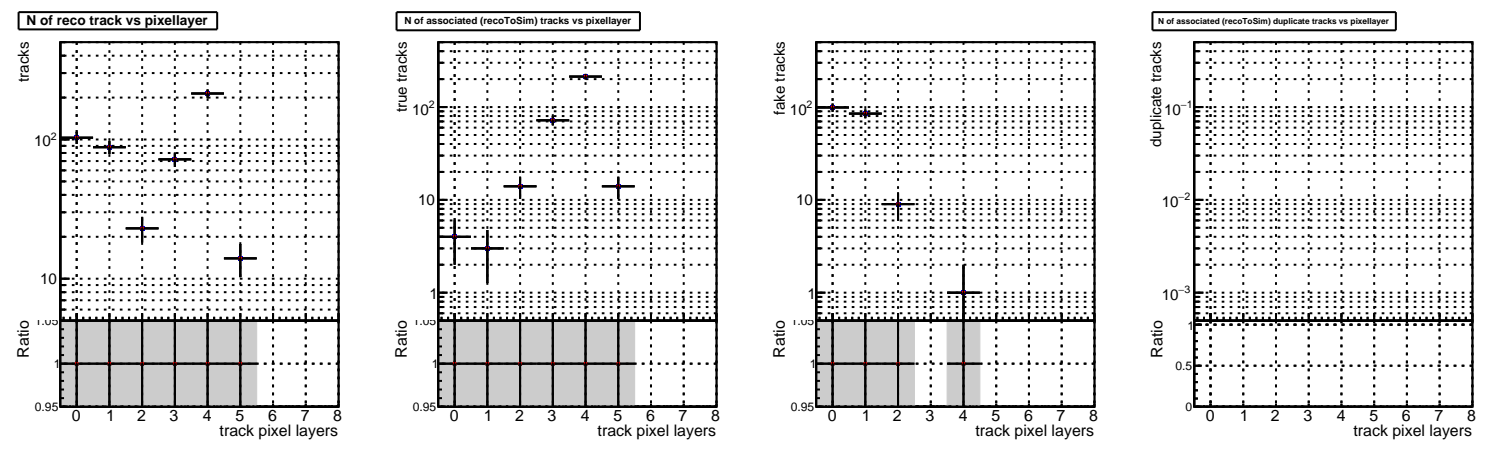 N of reco track vs pixellayer
tracks
10²
10
Ratio
1.05
1
0.95
0 1 2 3 4 5 6 7 8
track pixel layers
N of associated (recoToSim) tracks vs pixellayer
true tracks
10²
10
1
Ratio
1.05
1
0.95
0 1 2 3 4 5 6 7 8
track pixel layers
fake tracks
10²
10
1
Ratio
1.05
1
0.95
0 1 2 3 4 5 6 7 8
track pixel layers
N of associated (recoToSim) duplicate tracks vs pixellayer
duplicate tracks
10⁻¹
10⁻²
10⁻³
Ratio
1
0.5
0
0 1 2 3 4 5 6 7 8
track pixel layers